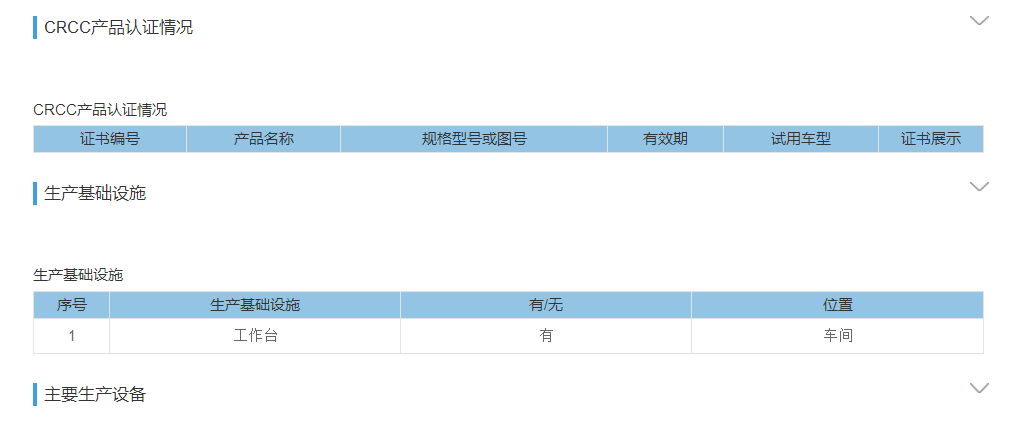 CRCC产品认证情况
CRCC产品认证情况
证书编号 产品名称 规格型号或图号 有效期 试用车型 证书展示
生产基础设施
生产基础设施
序号 生产基础设施 有/无 位置
1 工作台 有 车间
主要生产设备